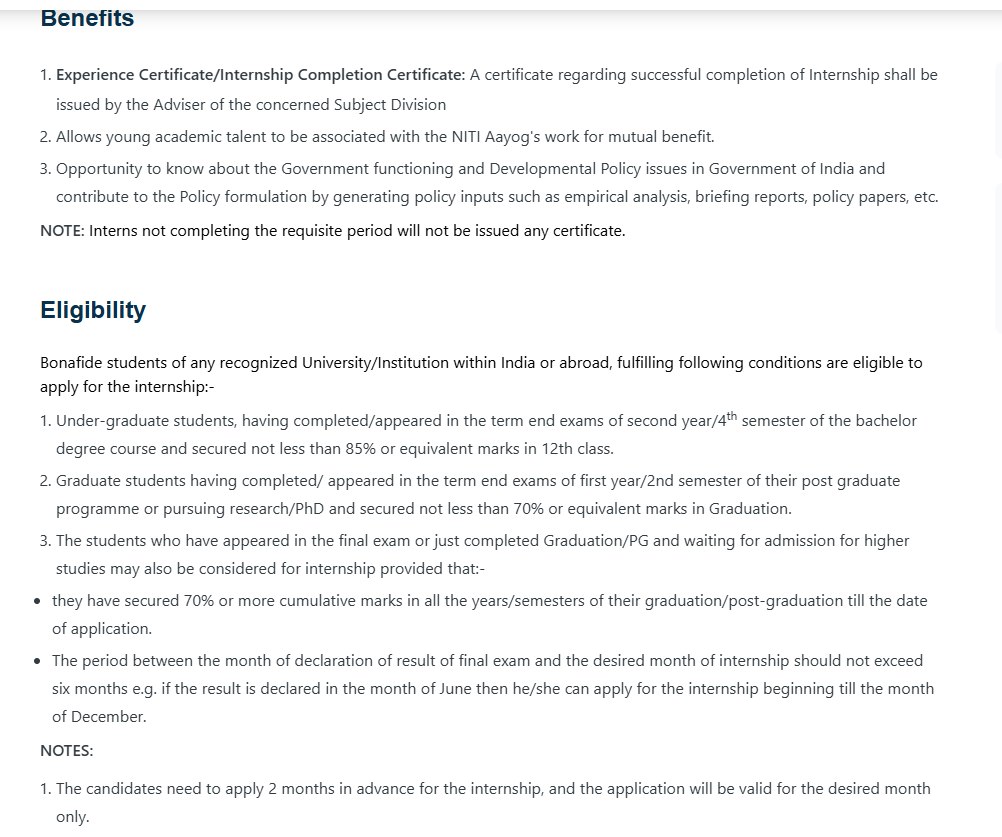 Benefits
1. Experience Certificate/Internship Completion Certificate: A certificate regarding successful completion of Internship shall be
issued by the Adviser of the concerned Subject Division
2. Allows young academic talent to be associated with the NITI Aayog's work for mutual benefit.
3. Opportunity to know about the Government functioning and Developmental Policy issues in Government of India and
contribute to the Policy formulation by generating policy inputs such as empirical analysis, briefing reports, policy papers, etc.
NOTE: Interns not completing the requisite period will not be issued any certificate.
Eligibility
Bonafide students of any recognized University/Institution within India or abroad, fulfilling following conditions are eligible to
apply for the internship:-
1. Under-graduate students, having completed/appeared in the term end exams of second year/4th semester of the bachelor
degree course and secured not less than 85% or equivalent marks in 12th class.
2. Graduate students having completed/ appeared in the term end exams of first year/2nd semester of their post graduate
programme or pursuing research/PhD and secured not less than 70% or equivalent marks in Graduation.
3. The students who have appeared in the final exam or just completed Graduation/PG and waiting for admission for higher
studies may also be considered for internship provided that:-
• they have secured 70% or more cumulative marks in all the years/semesters of their graduation/post-graduation till the date
of application.
• The period between the month of declaration of result of final exam and the desired month of internship should not exceed
six months e.g. if the result is declared in the month of June then he/she can apply for the internship beginning till the month
of December.
NOTES:
1. The candidates need to apply 2 months in advance for the internship, and the application will be valid for the desired month
only.